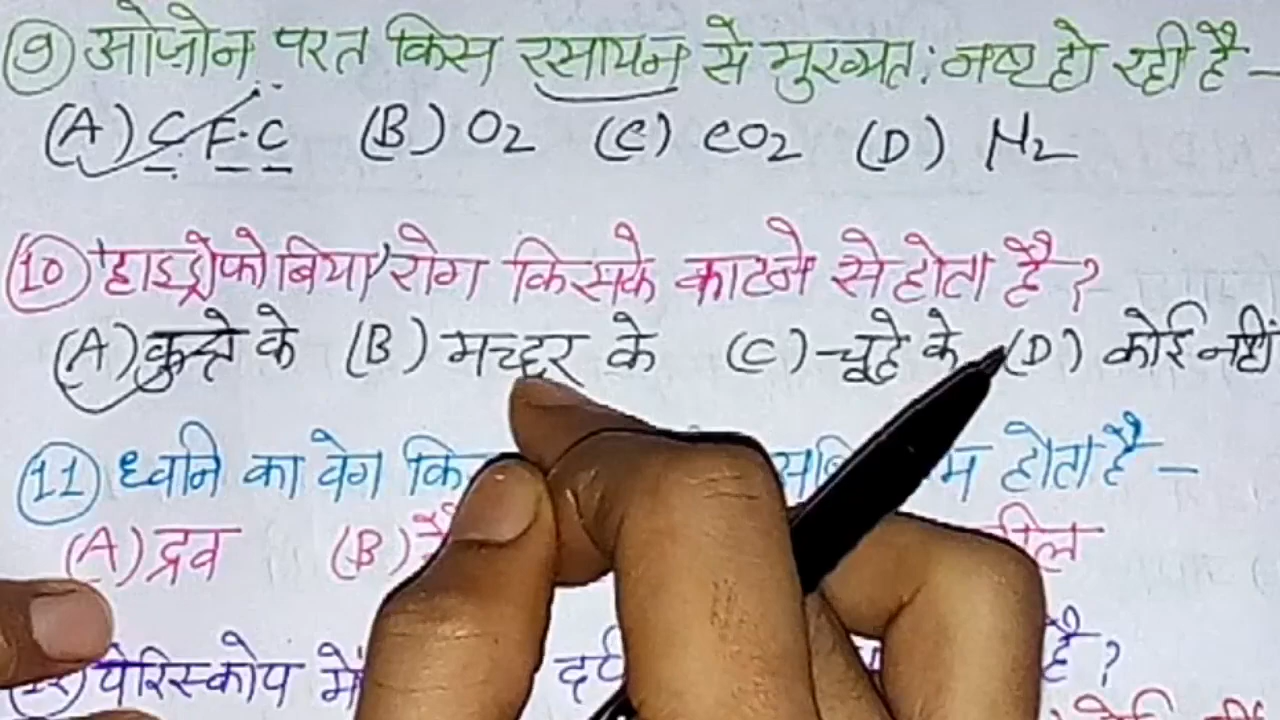 (9) ओजोन परत किस रसायन से मुख्यत: नष्ट हो रही है -
(A) C.F.C (B) O2 (C) CO2 (D) H2
(10) 'हाइड्रोफोबिया' रोग किसके काटने से होता है ?
(A) कुत्ते के (B) मच्छर के (C) चूहे के (D) कोई नहीं
(11) ध्वनि का वेग होता है -
(A) द्रव (B)
पेरिस्कोप में है ?